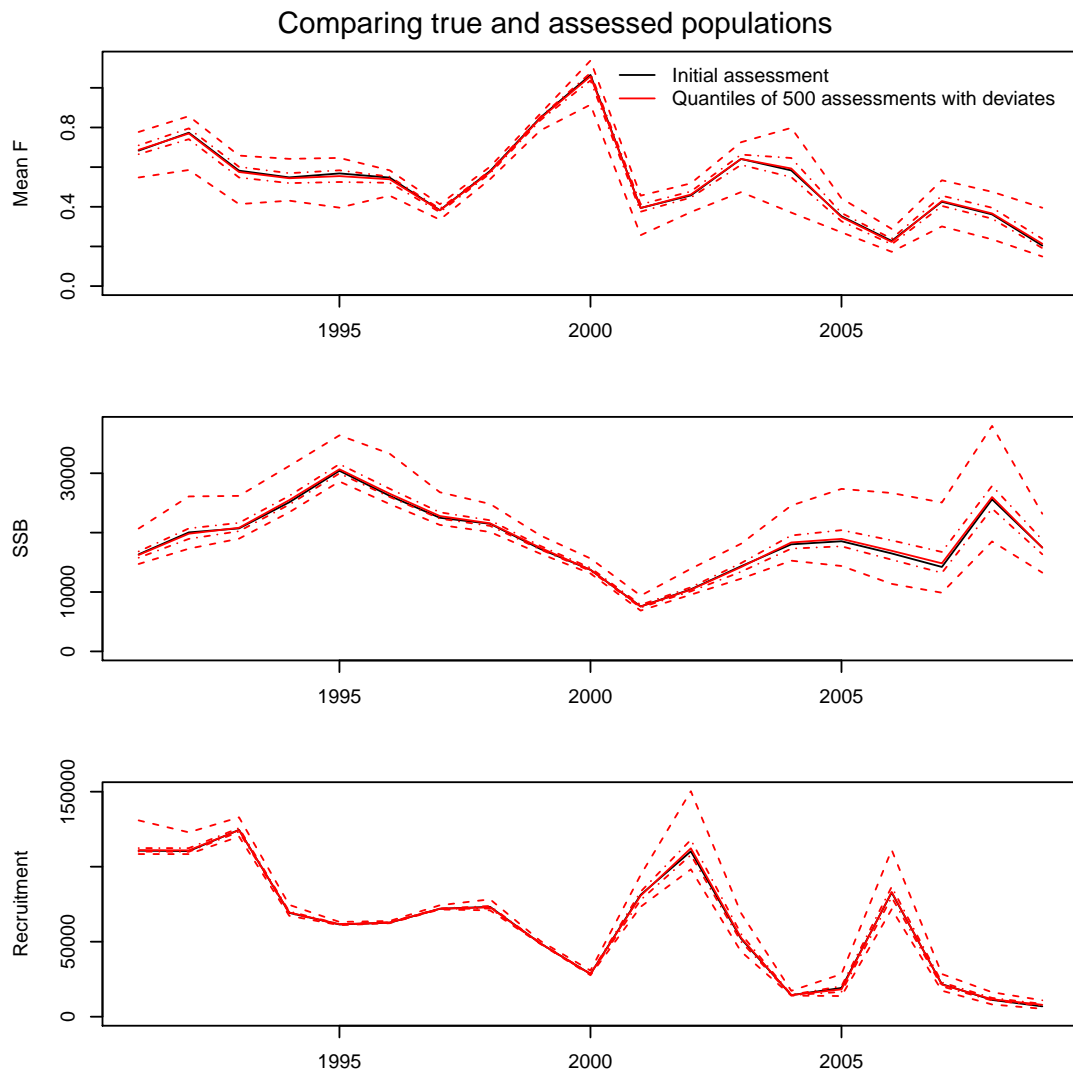 Comparing true and assessed populations
Initial assessment
Quantiles of 500 assessments with deviates
Mean F
0.8
0.4
0.0
1995 2000 2005
SSB
30000
10000
0
1995 2000 2005
Recruitment
150000
50000
0
1995 2000 2005